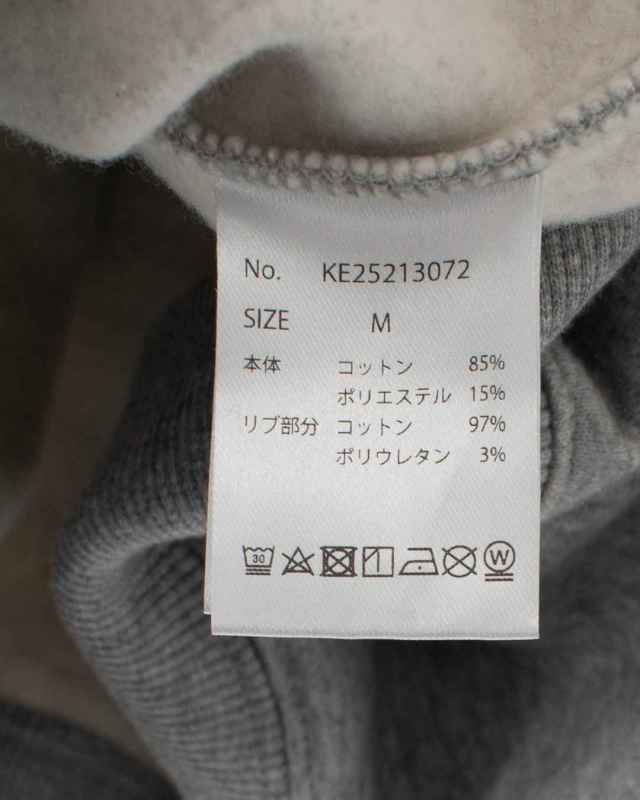 No. KE25213072
SIZE M
本体 コットン 85%
ポリエステル 15%
リブ部分 コットン 97%
ポリウレタン 3%
30 W